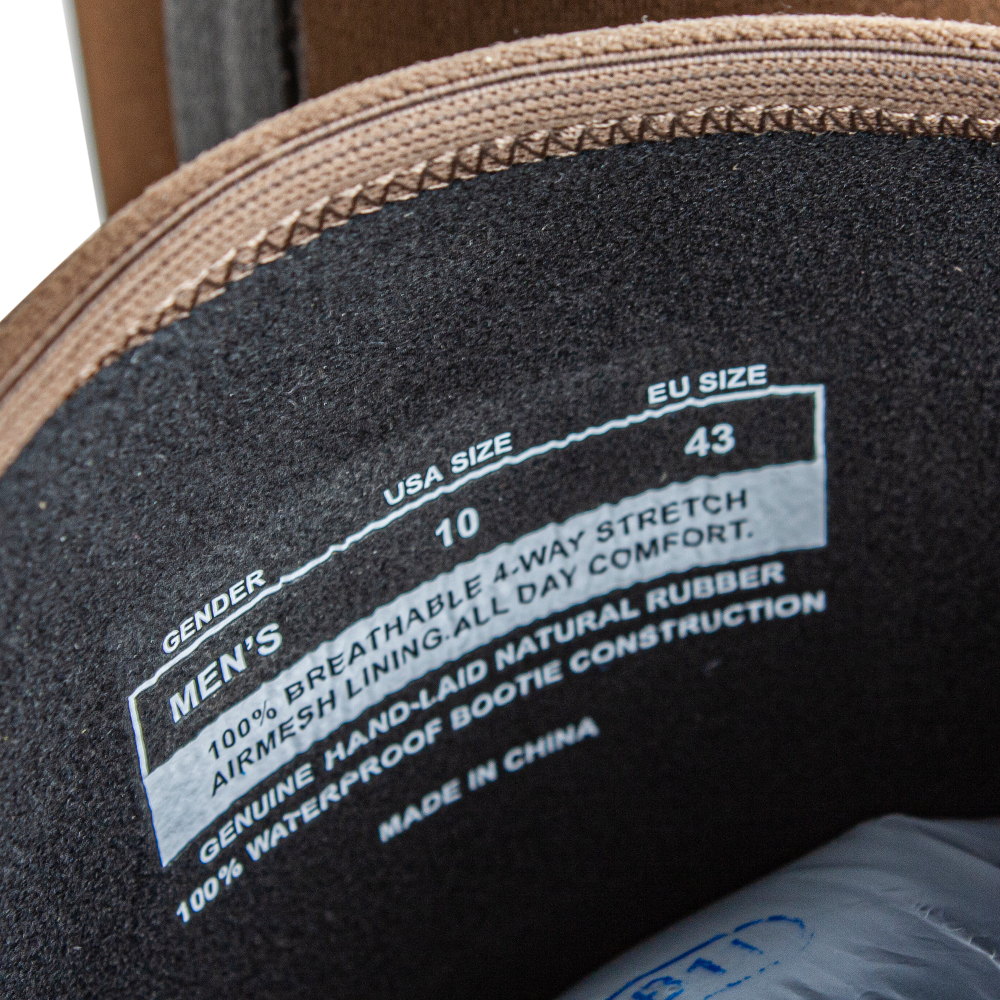 GENDER USA SIZE EU SIZE
MEN'S 10 43
100% BREATHABLE 4-WAY STRETCH
AIRMESH LINING.ALL DAY COMFORT.
GENUINE HAND-LAID NATURAL RUBBER
100% WATERPROOF BOOTIE CONSTRUCTION
MADE IN CHINA